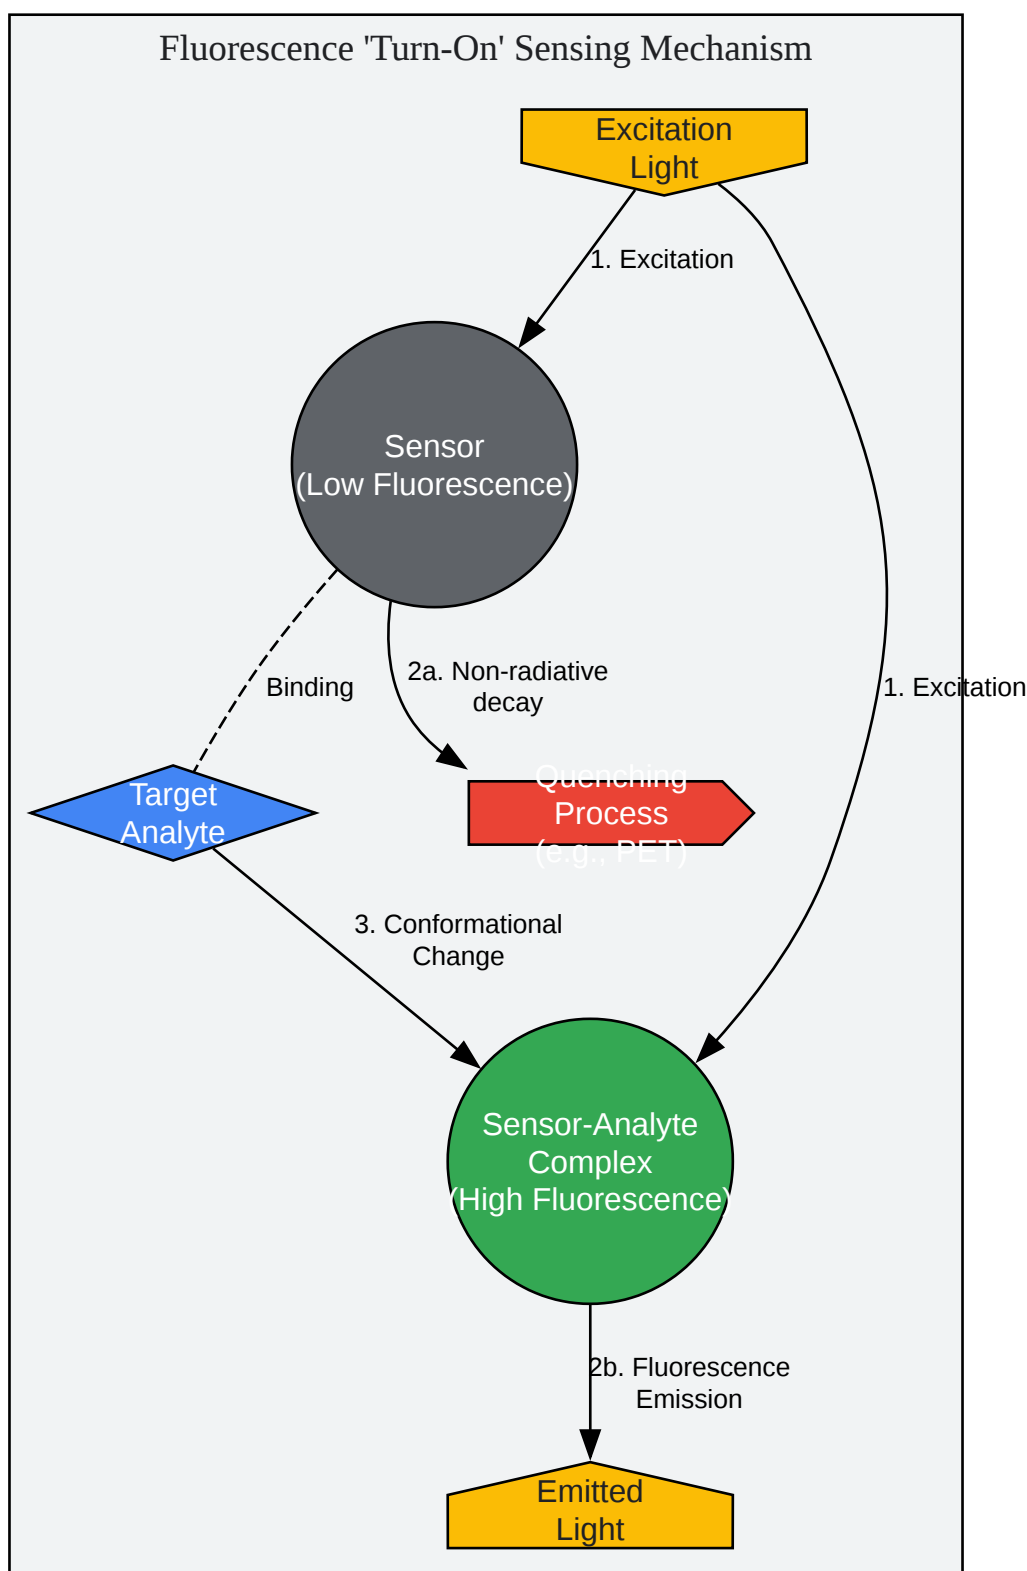 Fluorescence 'Turn-On' Sensing Mechanism
Excitation
Light
1. Excitation
Sensor
(Low Fluorescence)
Binding
2a. Non-radiative
decay
1. Excitation
Target
Analyte
Quenching
Process
(e.g., PET)
3. Conformational
Change
Sensor-Analyte
Complex
(High Fluorescence)
2b. Fluorescence
Emission
Emitted
Light